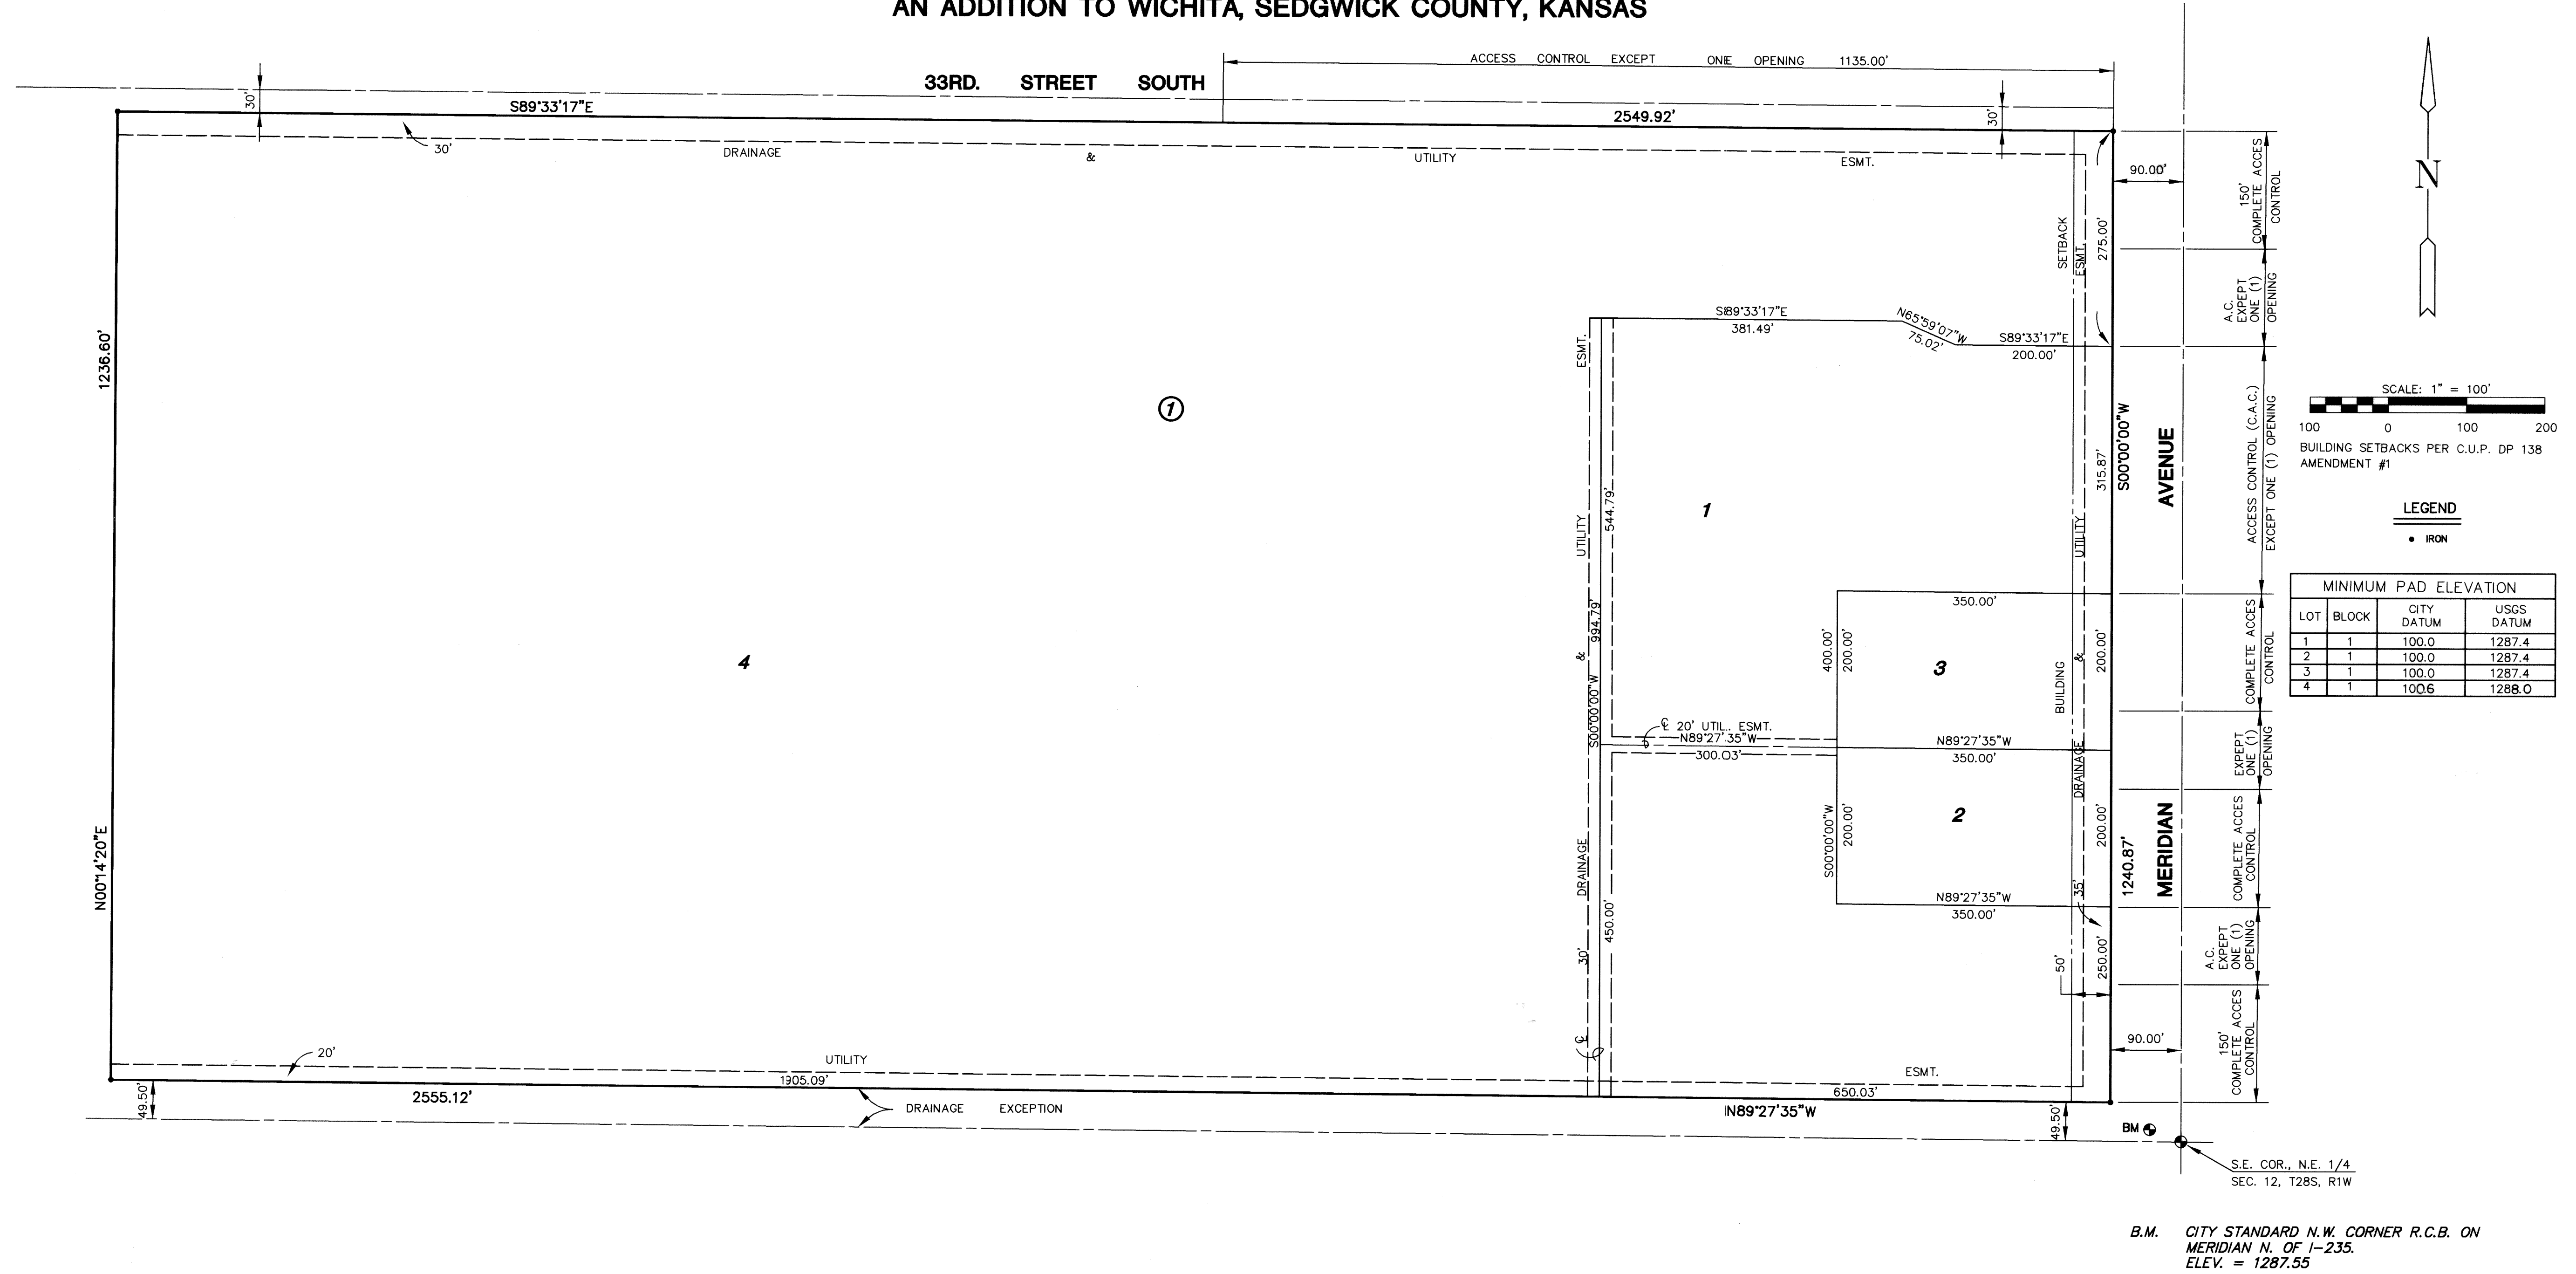 AN ADDITION TO WICHITA, SEDGWICK COUNTY, KANSAS
ACCESS CONTROL EXCEPT ONE OPENING 1135.00'
33RD. STREET SOUTH
30'
S89°33'17"E
2549.92'
30'
30'
DRAINAGE & UTILITY ESMT.
90.00'
150'
COMPLETE ACCES
CONTROL
N
SETBACK
ESMT.
275.00'
A.C.
EXPEPT
ONE (1)
OPENING
S89°33'17"E
381.49'
N65°59'07"W
75.02'
S89°33'17"E
200.00'
1236.60'
ESMT.
1
SCALE: 1" = 100'
100 0 100 200
BUILDING SETBACKS PER C.U.P. DP 138
AMENDMENT #1
ACCESS CONTROL (C.A.C.)
EXCEPT ONE (1) OPENING
S00°00'00"W
AVENUE
315.87'
544.79'
1
UTILITY
UTILITY
LEGEND
IRON
MINIMUM PAD ELEVATION
LOT BLOCK CITY DATUM USGS DATUM
1 1 100.0 1287.4
2 1 100.0 1287.4
3 1 100.0 1287.4
4 1 100.6 1288.0
350.00'
994.79'
400.00'
200.00'
3
&
&
200.00'
COMPLETE ACCES
CONTROL
4
BUILDING
S00°00'00"W
℄ 20' UTIL. ESMT.
N89°27'35"W
300.03'
N89°27'35"W
350.00'
DRAINAGE
EXPEPT
ONE (1)
OPENING
S00°00'00"W
200.00'
2
200.00'
1240.87'
MERIDIAN
COMPLETE ACCES
CONTROL
N00°14'20"E
DRAINAGE
35'
N89°27'35"W
350.00'
450.00'
30'
250.00'
50'
A.C.
EXPEPT
ONE (1)
OPENING
℄
90.00'
150'
COMPLETE ACCES
CONTROL
20'
UTILITY
ESMT.
1905.09'
650.03'
49.50'
2555.12'
DRAINAGE EXCEPTION
N89°27'35"W
49.50'
BM
S.E. COR., N.E. 1/4
SEC. 12, T28S, R1W
B.M. CITY STANDARD N.W. CORNER R.C.B. ON
MERIDIAN N. OF I-235.
ELEV. = 1287.55